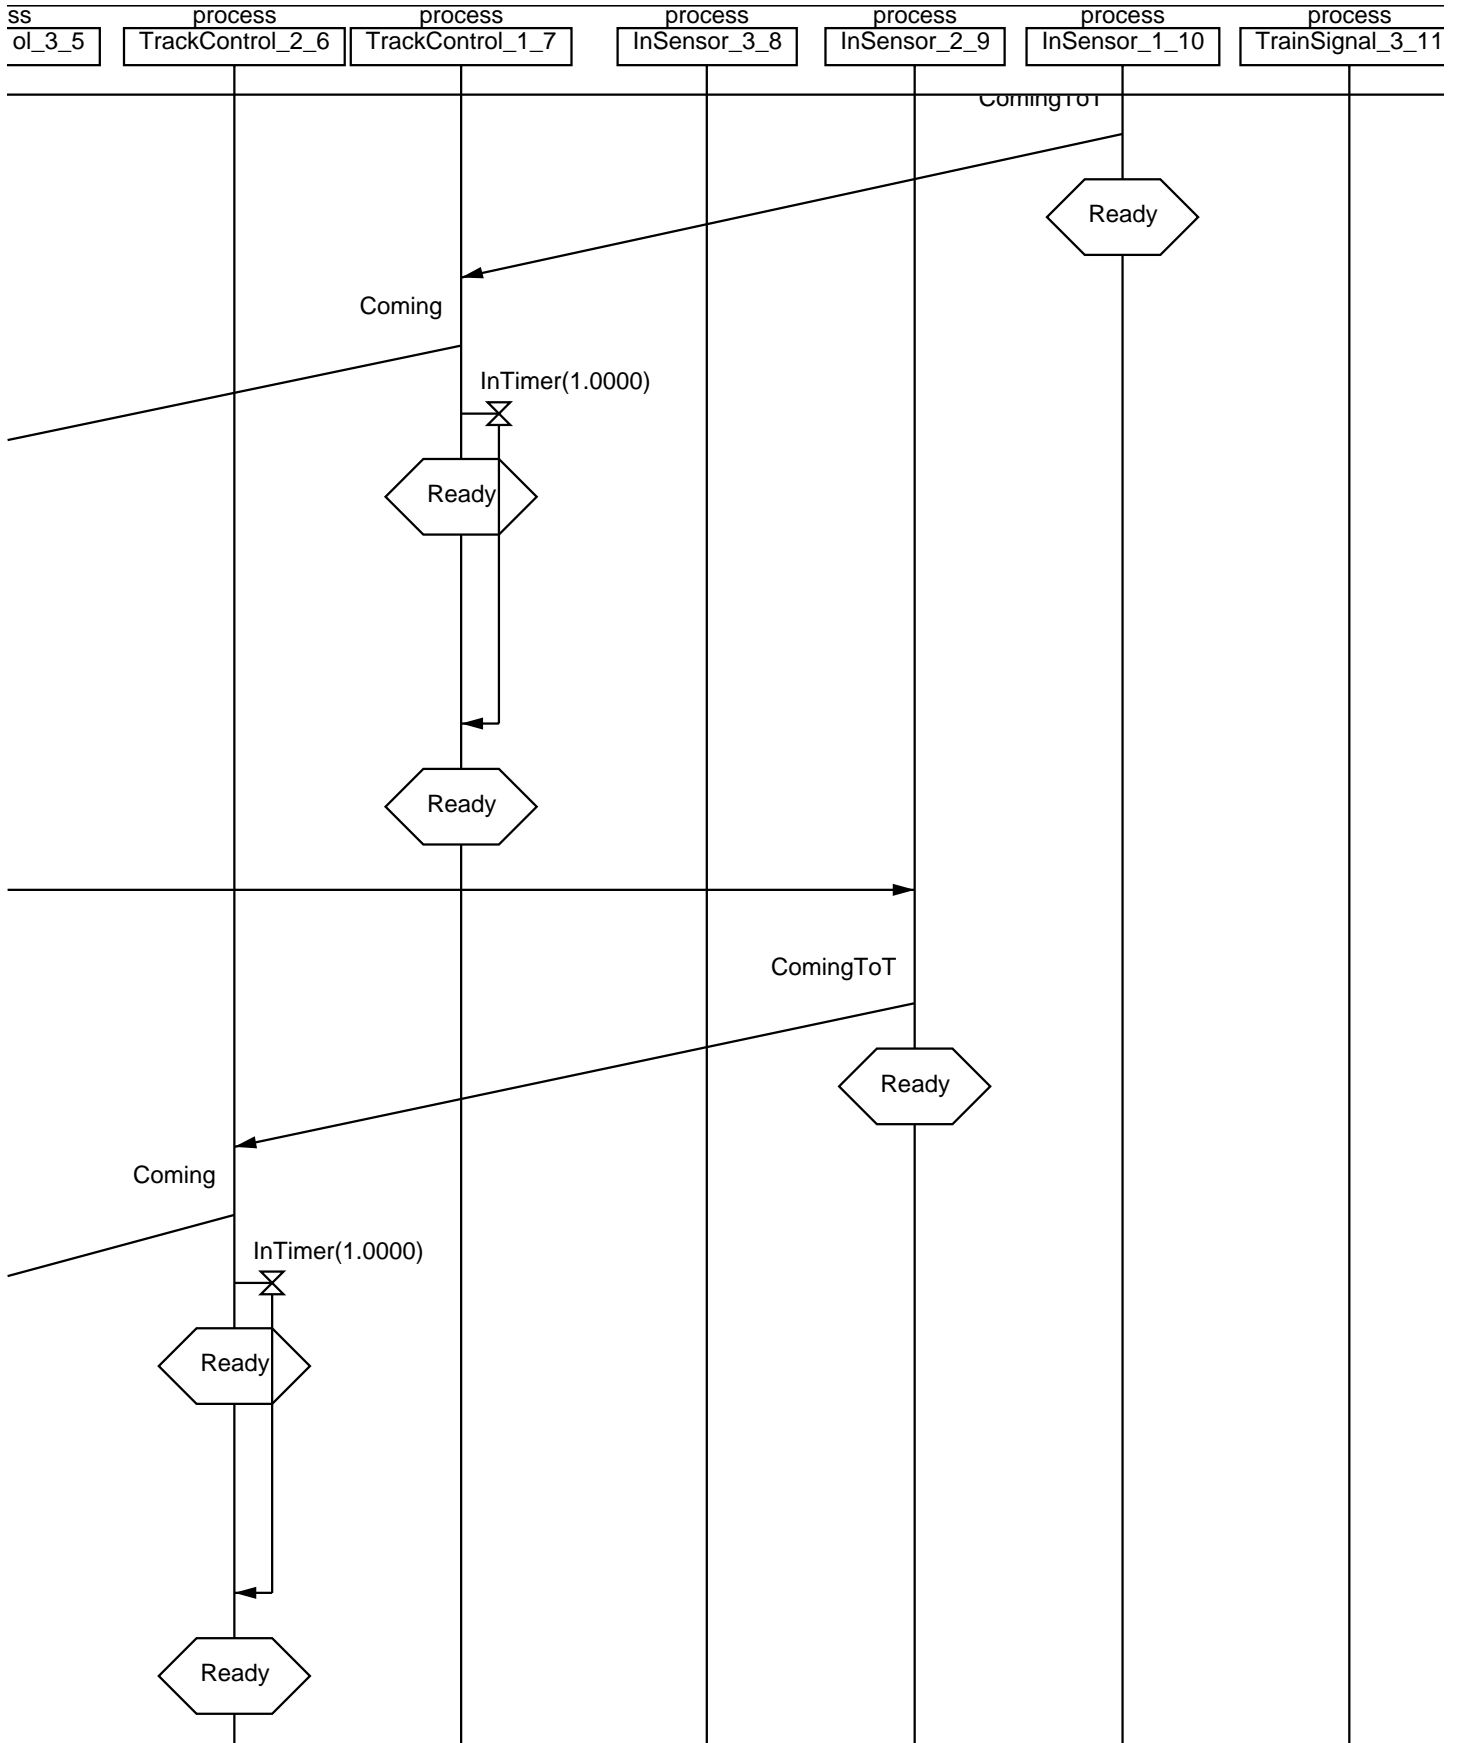 ss
process
process
process
process
process
process
ol_3_5
TrackControl_2_6
TrackControl_1_7
InSensor_3_8
InSensor_2_9
InSensor_1_10
TrainSignal_3_11
ComingToT
Ready
Coming
InTimer(1.0000)
Ready
Ready
ComingToT
Ready
Coming
InTimer(1.0000)
Ready
Ready